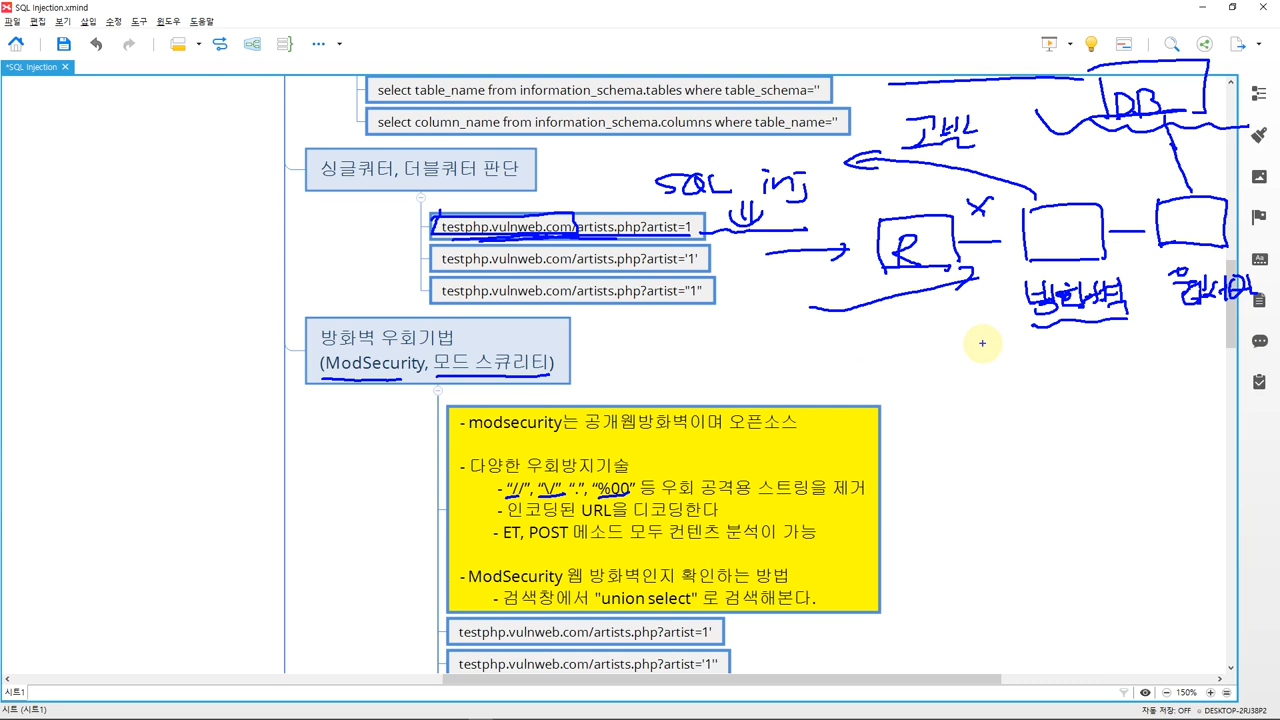 SQL Injection.xmind
파일 편집 보기 삽입 수정 도구 윈도우 도움말
*SQL Injection
select table_name from information_schema.tables where table_schema=''
select column_name from information_schema.columns where table_name=''
DB
싱글쿼터, 더블쿼터 판단
SQL inj
testphp.vulnweb.com/artists.php?artist=1
testphp.vulnweb.com/artists.php?artist='1'
testphp.vulnweb.com/artists.php?artist="1"
R
X
방화벽
웹서버
방화벽 우회기법
(ModSecurity, 모드 스큐리티)
- modsecurity는 공개웹방화벽이며 오픈소스
- 다양한 우회방지기술
- “//”, “\/” “.”, “%00” 등 우회 공격용 스트링을 제거
- 인코딩된 URL을 디코딩한다
- ET, POST 메소드 모두 컨텐츠 분석이 가능
- ModSecurity 웹 방화벽인지 확인하는 방법
- 검색창에서 "union select" 로 검색해본다.
testphp.vulnweb.com/artists.php?artist=1'
testphp.vulnweb.com/artists.php?artist='1''
시트1
150%
시트 (시트1)
자동 저장: OFF
DESKTOP-2RJ38P2